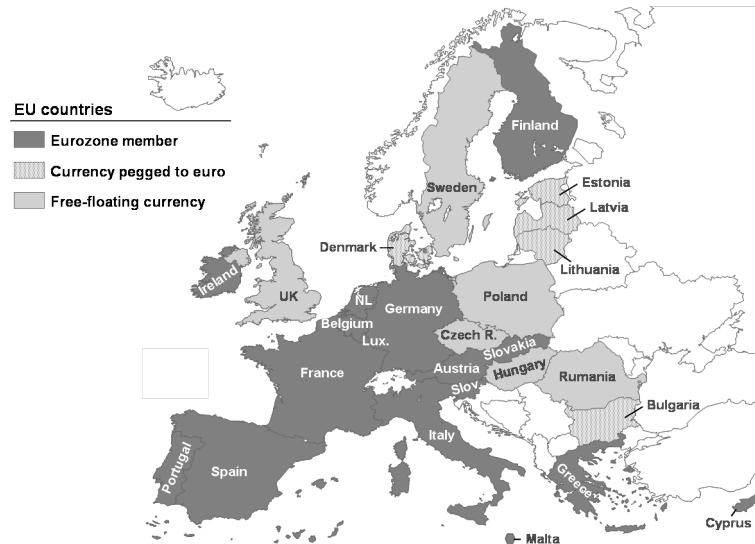 EU countries
Eurozone member
Currency pegged to euro
Free-floating currency
Finland
Sweden
Estonia
Latvia
Lithuania
Denmark
Ireland
UK
NL
Germany
Poland
Belgium
Lux.
Czech R.
Slovakia
France
Austria
Hungary
Slov.
Rumania
Bulgaria
Italy
Portugal
Spain
Greece
Cyprus
Malta